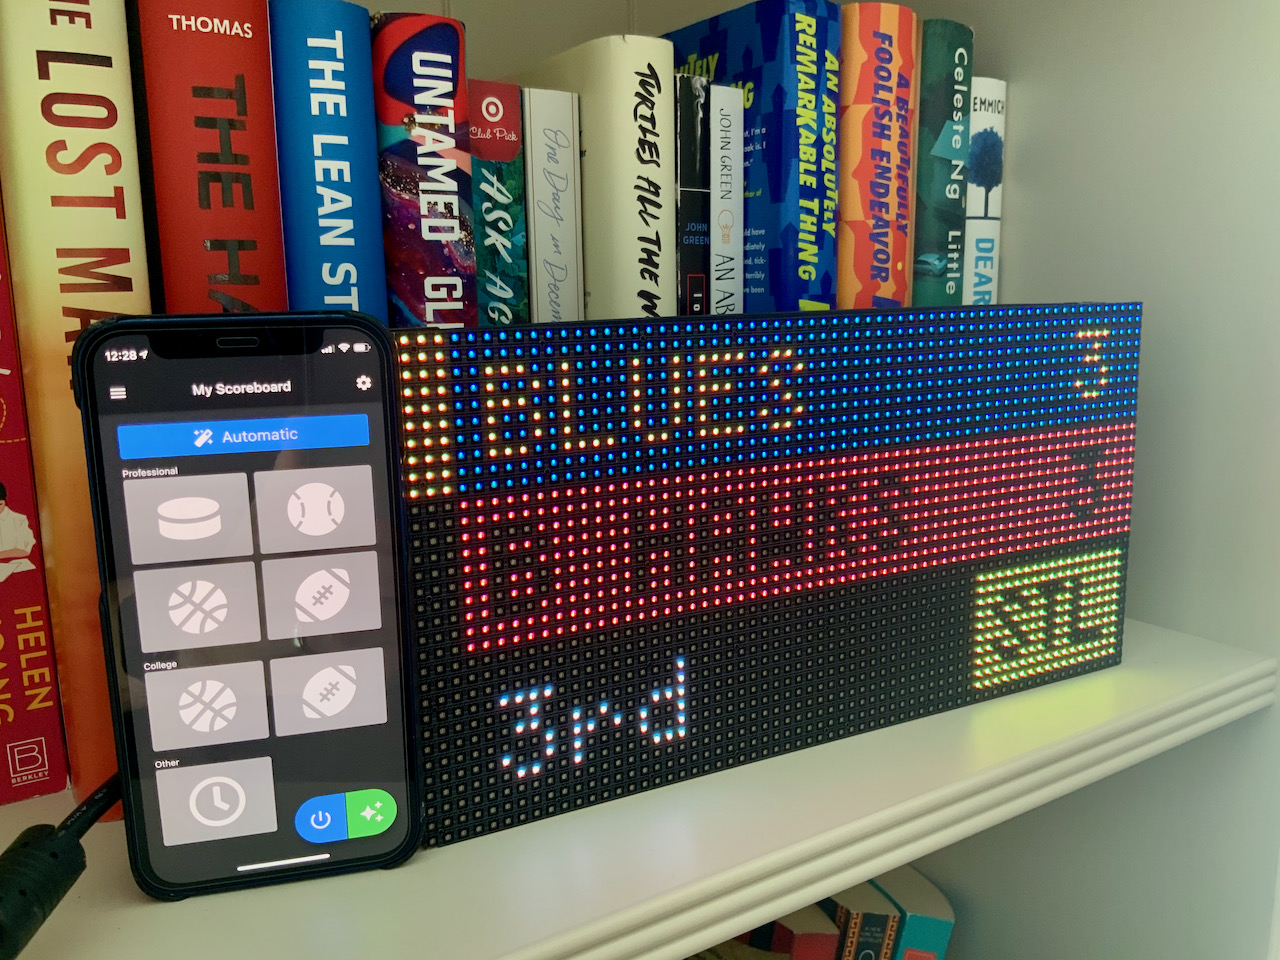 THE LOST MA
THOMAS
THE HA
THE LEAN ST
UNTAMED GL
Club Pick
ASK AG
One Day in Decem
TURTLES ALL THE W
JOHN
GREEN
JOHN GREEN AN AB
AN ABSOLUTELY
REMARKABLE THING
A BEAUTIFULLY
FOOLISH ENDEAVOR
Celeste Ng Little
EMMICH
DEAR
HELEN
HOANG
B
BERKLEY
12:28
My Scoreboard
Automatic
Professional
College
Other
BLUES 3
3rd
STL